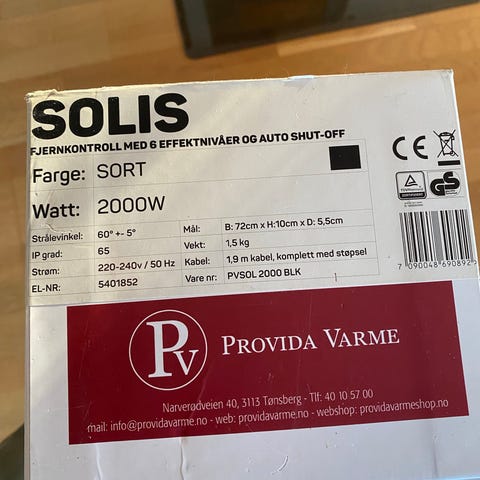 SOLIS
FJERNKONTROLL MED 6 EFFEKTNIVÅER OG AUTO SHUT-OFF
Farge: SORT
Watt: 2000W
Strålevinkel: 60° +- 5° Mål: B: 72cm x H:10cm x D: 5,5cm
IP grad: 65 Vekt: 1,5 kg
Strøm: 220-240v / 50 Hz Kabel: 1,9 m kabel, komplett med støpsel
EL-NR: 5401852 Vare nr: PVSOL 2000 BLK
CE
TÜVRheinland
GS
7 090048 690892
PV PROVIDA VARME
Narverødveien 40, 3113 Tønsberg - Tlf: 40 10 57 00
mail: info@providavarme.no - web: providavarme.no - webshop: providavarmeshop.no